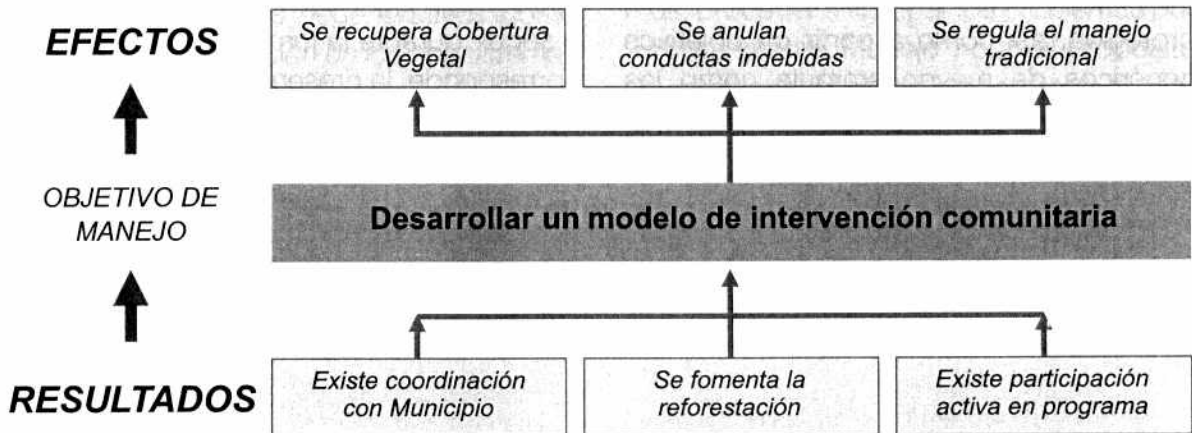 EFECTOS
Se recupera Cobertura
Vegetal
Se anulan
conductas indebidas
Se regula el manejo
tradicional
OBJETIVO DE
MANEJO
Desarrollar un modelo de intervención comunitaria
RESULTADOS
Existe coordinación
con Municipio
Se fomenta la
reforestación
Existe participación
activa en programa